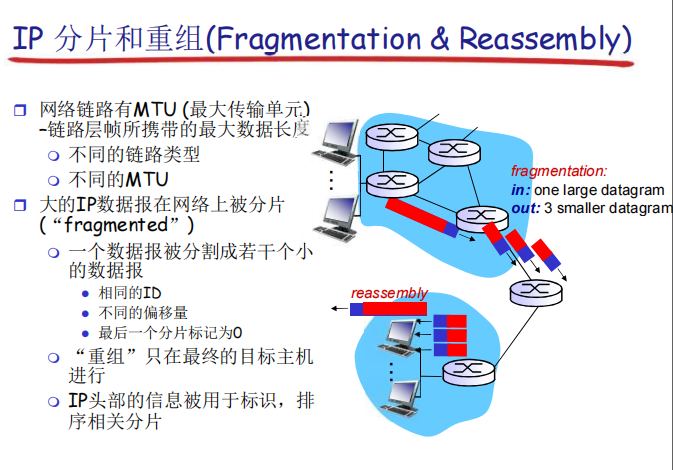 IP 分片和重组(Fragmentation & Reassembly)
网络链路有MTU (最大传输单元)
–链路层帧所携带的最大数据长度
不同的链路类型
不同的MTU
大的IP数据报在网络上被分片
(“fragmented”)
一个数据报被分割成若干个小
的数据报
相同的ID
不同的偏移量
最后一个分片标记为0
“重组”只在最终的目标主机
进行
IP头部的信息被用于标识，排
序相关分片
fragmentation:
in: one large datagram
out: 3 smaller datagram
reassembly